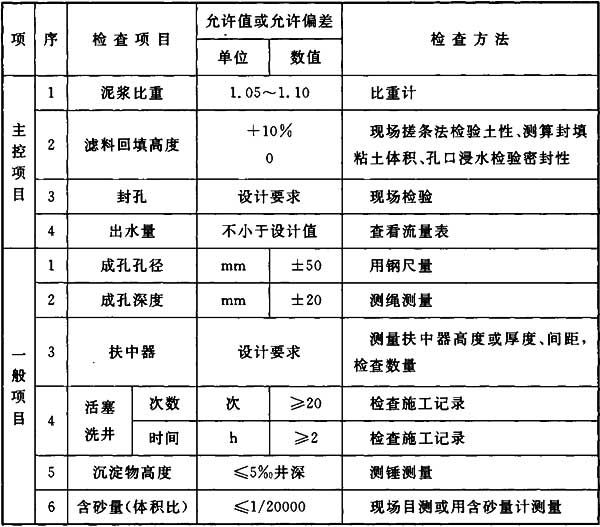 项 序 检查项目 允许值或允许偏差 检查方法
单位 数值
主控项目
1 泥浆比重 1.05～1.10 比重计
2 滤料回填高度 +10% 0 现场搓条法检验土性、测算封填
粘土体积、孔口浸水检验密封性
3 封孔 设计要求 现场检验
4 出水量 不小于设计值 查看流量表
一般项目
1 成孔孔径 mm ±50 用钢尺量
2 成孔深度 mm ±20 测绳测量
3 扶中器 设计要求 测量扶中器高度或厚度、间距，
检查数量
4 活塞洗井 次数 次 ≥20 检查施工记录
时间 h ≥2 检查施工记录
5 沉淀物高度 ≤5‰井深 测锤测量
6 含砂量(体积比) ≤1/20000 现场目测或用含砂量计测量